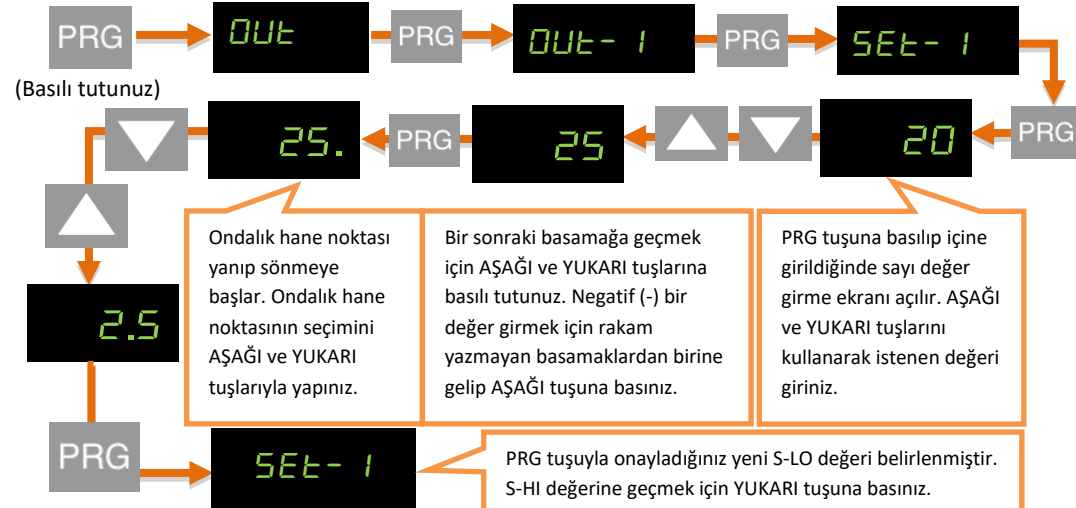 PRG OUt PRG OUt- 1 PRG SEt- 1
(Basılı tutunuz)
25. PRG 25 20 PRG
Ondalık hane noktası
yanıp sönmeye
başlar. Ondalık hane
noktasının seçimini
AŞAĞI ve YUKARI
tuşlarıyla yapınız.
Bir sonraki basamağa geçmek
için AŞAĞI ve YUKARI tuşlarına
basılı tutunuz. Negatif (-) bir
değer girmek için rakam
yazmayan basamaklardan birine
gelip AŞAĞI tuşuna basınız.
PRG tuşuna basılıp içine
girildiğinde sayı değer
girme ekranı açılır. AŞAĞI
ve YUKARI tuşlarını
kullanarak istenen değeri
giriniz.
2.5
PRG SEt- 1
PRG tuşuyla onayladığınız yeni S-LO değeri belirlenmiştir.
S-HI değerine geçmek için YUKARI tuşuna basınız.